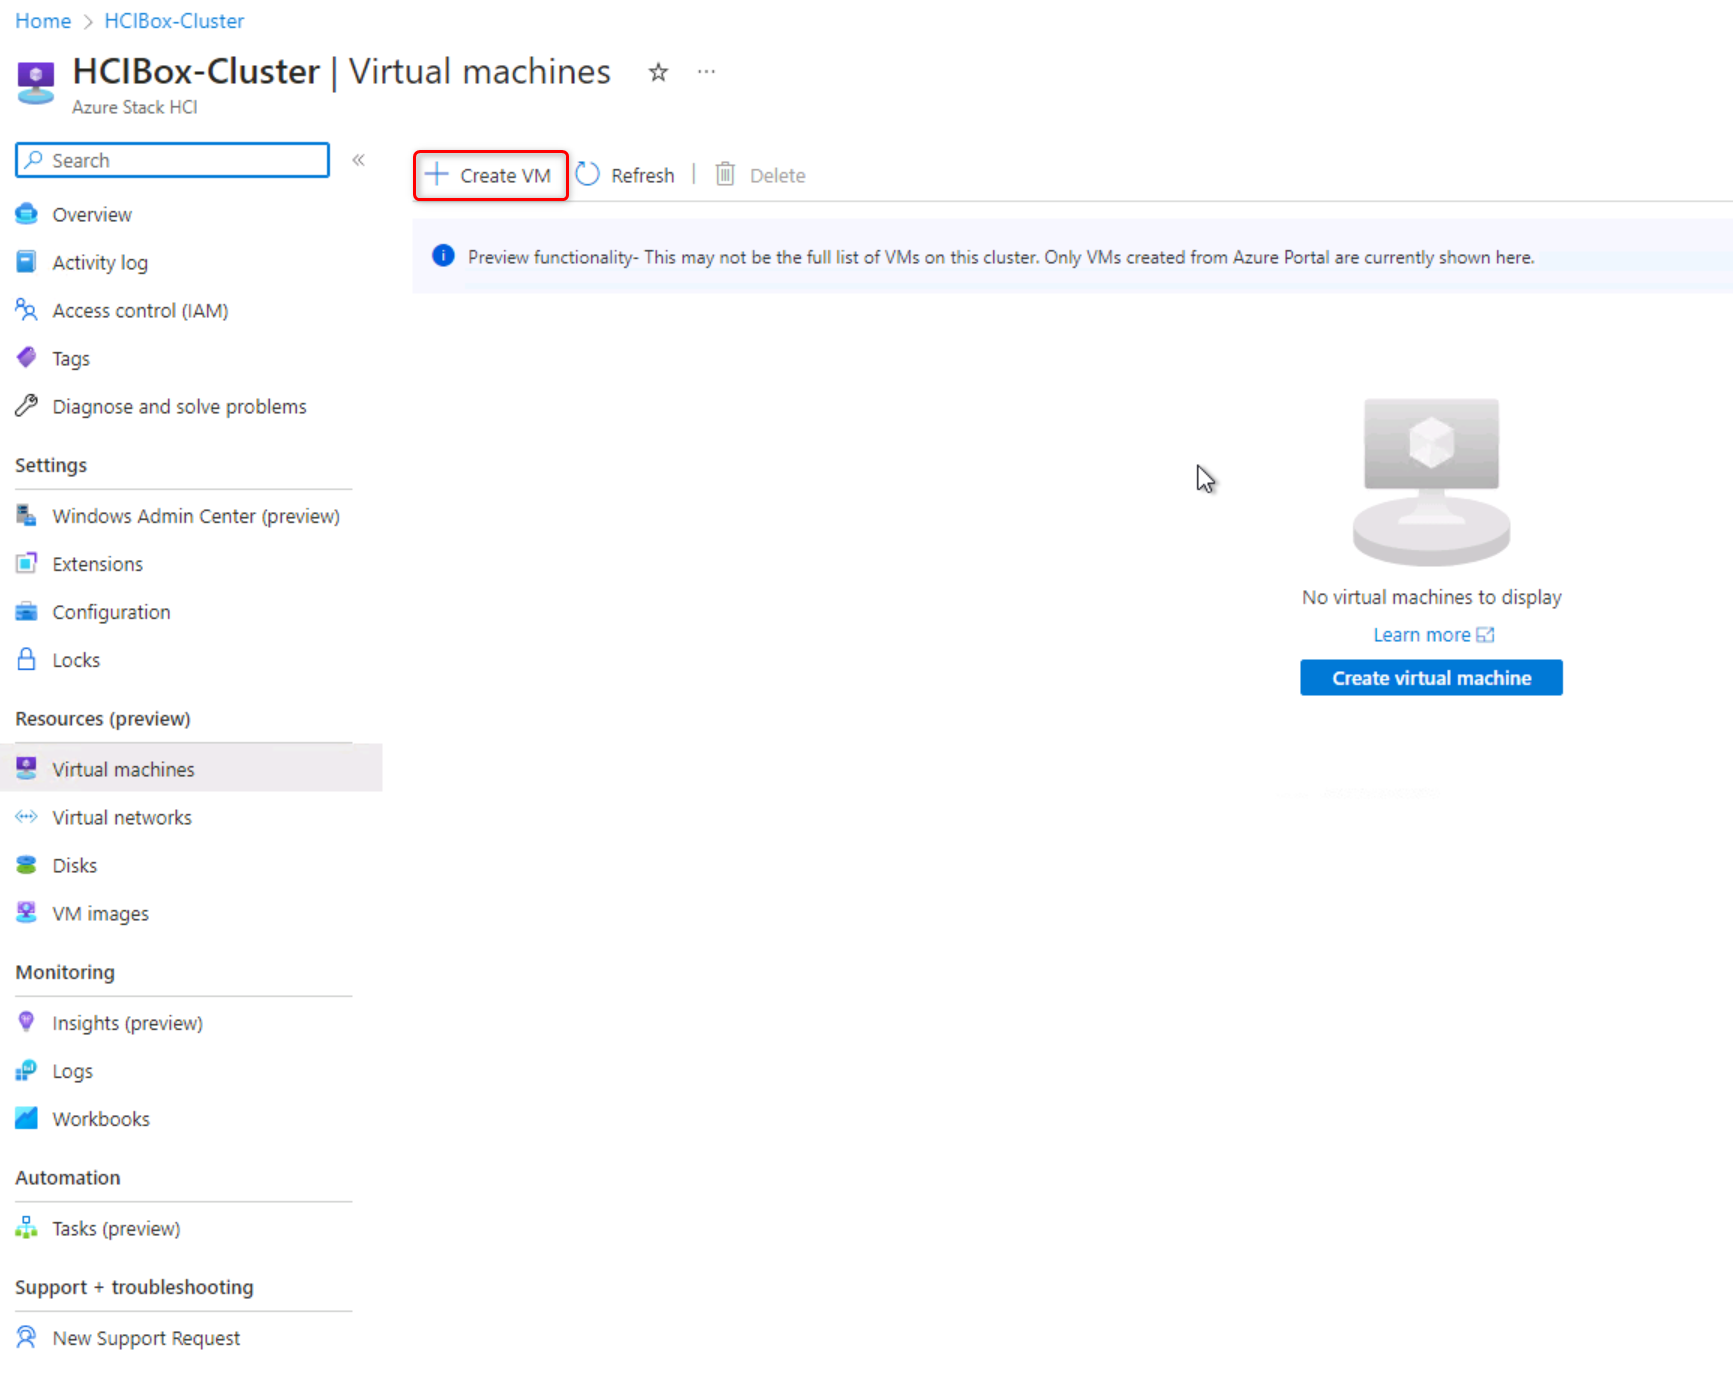 Home > HCIBox-Cluster
HCIBox-Cluster | Virtual machines
Azure Stack HCI
Search
Create VM
Refresh
Delete
Preview functionality- This may not be the full list of VMs on this cluster. Only VMs created from Azure Portal are currently shown here.
Overview
Activity log
Access control (IAM)
Tags
Diagnose and solve problems
Settings
Windows Admin Center (preview)
Extensions
Configuration
Locks
Resources (preview)
Virtual machines
Virtual networks
Disks
VM images
Monitoring
Insights (preview)
Logs
Workbooks
Automation
Tasks (preview)
Support + troubleshooting
New Support Request
No virtual machines to display
Learn more
Create virtual machine